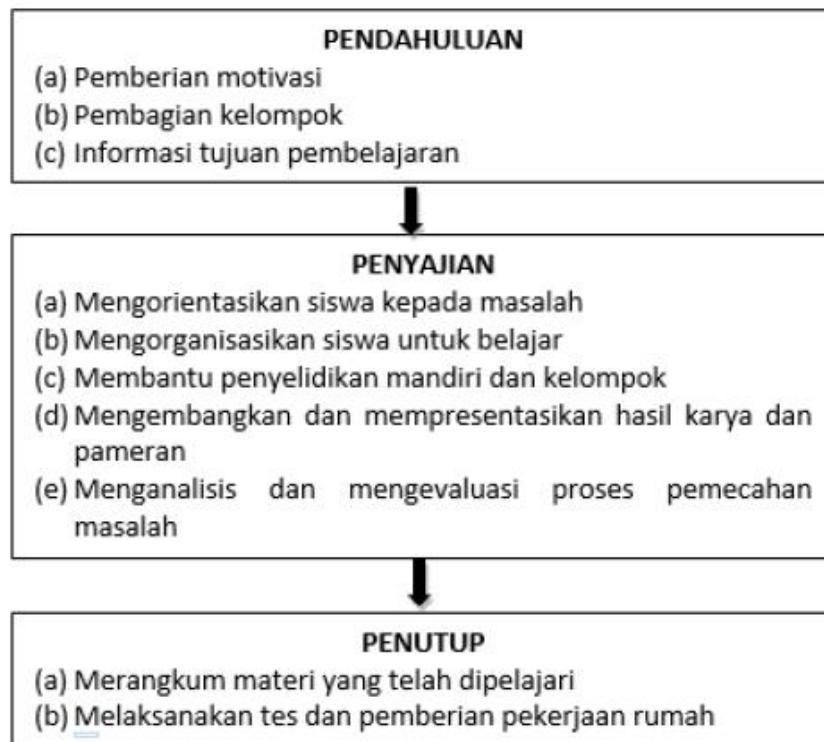 PENDAHULUAN
(a) Pemberian motivasi
(b) Pembagian kelompok
(c) Informasi tujuan pembelajaran
PENYAJIAN
(a) Mengorientasikan siswa kepada masalah
(b) Mengorganisasikan siswa untuk belajar
(c) Membantu penyelidikan mandiri dan kelompok
(d) Mengembangkan dan mempresentasikan hasil karya dan
pameran
(e) Menganalisis dan mengevaluasi proses pemecahan
masalah
PENUTUP
(a) Merangkum materi yang telah dipelajari
(b) Melaksanakan tes dan pemberian pekerjaan rumah